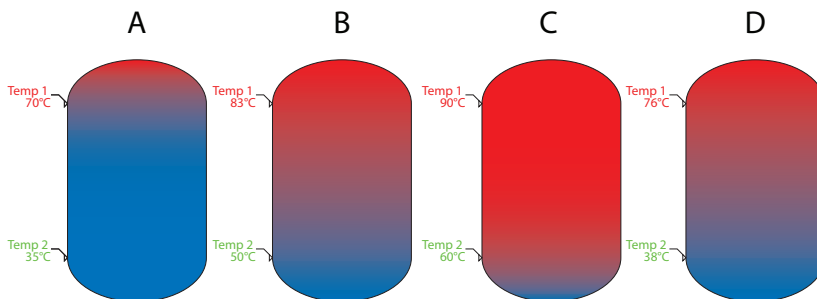 A
B
C
D
Temp 1
70°C
Temp 1
83°C
Temp 1
90°C
Temp 1
76°C
Temp 2
35°C
Temp 2
50°C
Temp 2
60°C
Temp 2
38°C